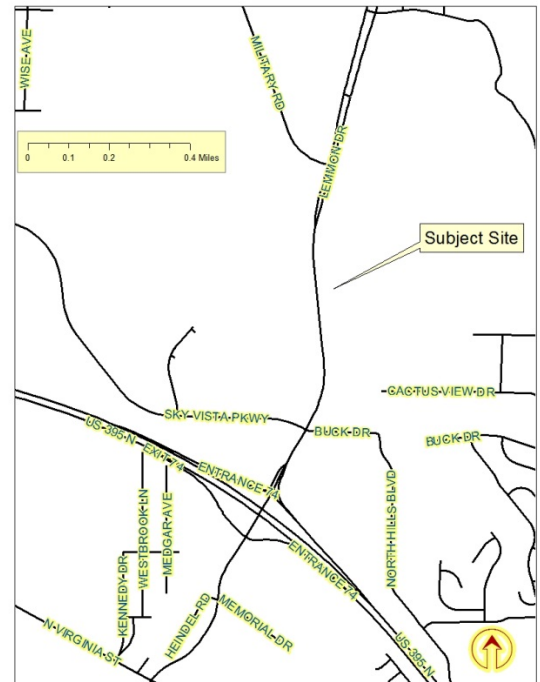 WISE AVE
MILITARY RD
LEMMON DR
0 0.1 0.2 0.4 Miles
Subject Site
CACTUS VIEW DR
SKY VISTA PKWY
BUCK DR
BUCK DR
US-395-N
EXIT 74
ENTRANCE 74
NORTH HILLS BLVD
WESTBROOK LN
MEDGAR AVE
KENNEDY DR
ENTRANCE 74
HEINDEL RD
MEMORIAL DR
N VIRGINIA ST
US-395-N